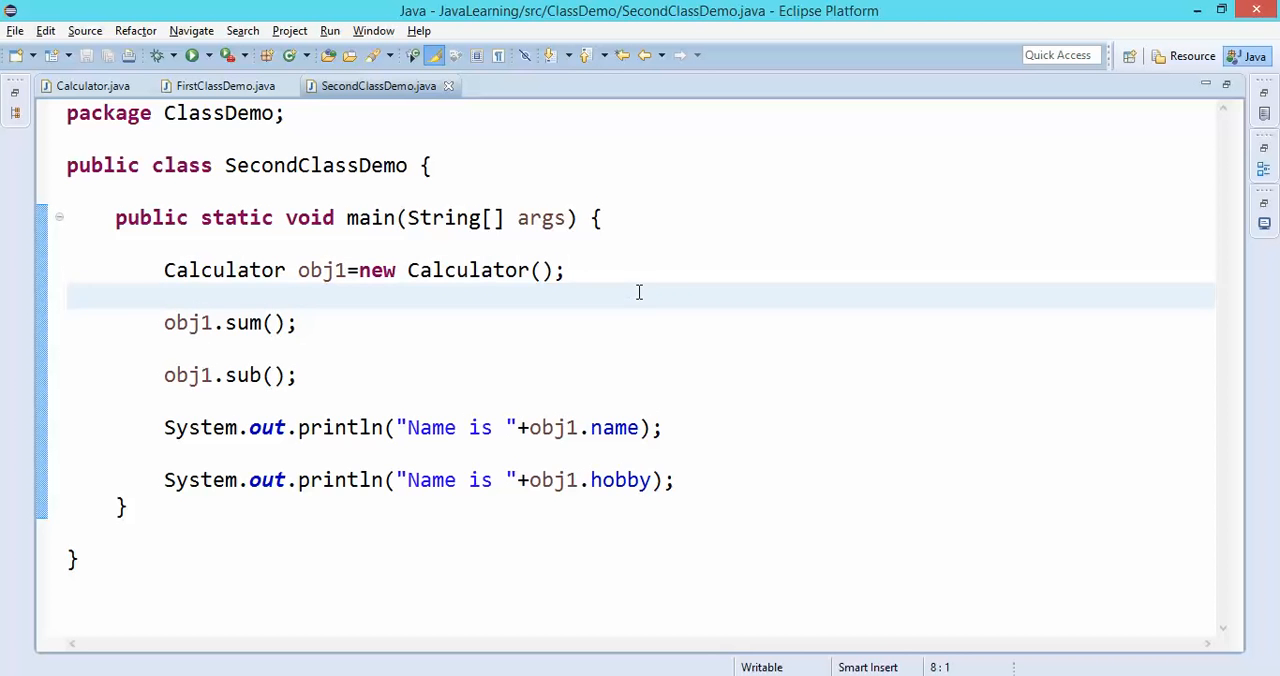 Java - JavaLearning/src/ClassDemo/SecondClassDemo.java - Eclipse Platform
File Edit Source Refactor Navigate Search Project Run Window Help
Quick Access Resource Java
Calculator.java FirstClassDemo.java SecondClassDemo.java
package ClassDemo;
public class SecondClassDemo {
public static void main(String[] args) {
Calculator obj1=new Calculator();
obj1.sum();
obj1.sub();
System.out.println("Name is "+obj1.name);
System.out.println("Name is "+obj1.hobby);
}
}
Writable Smart Insert 8 : 1